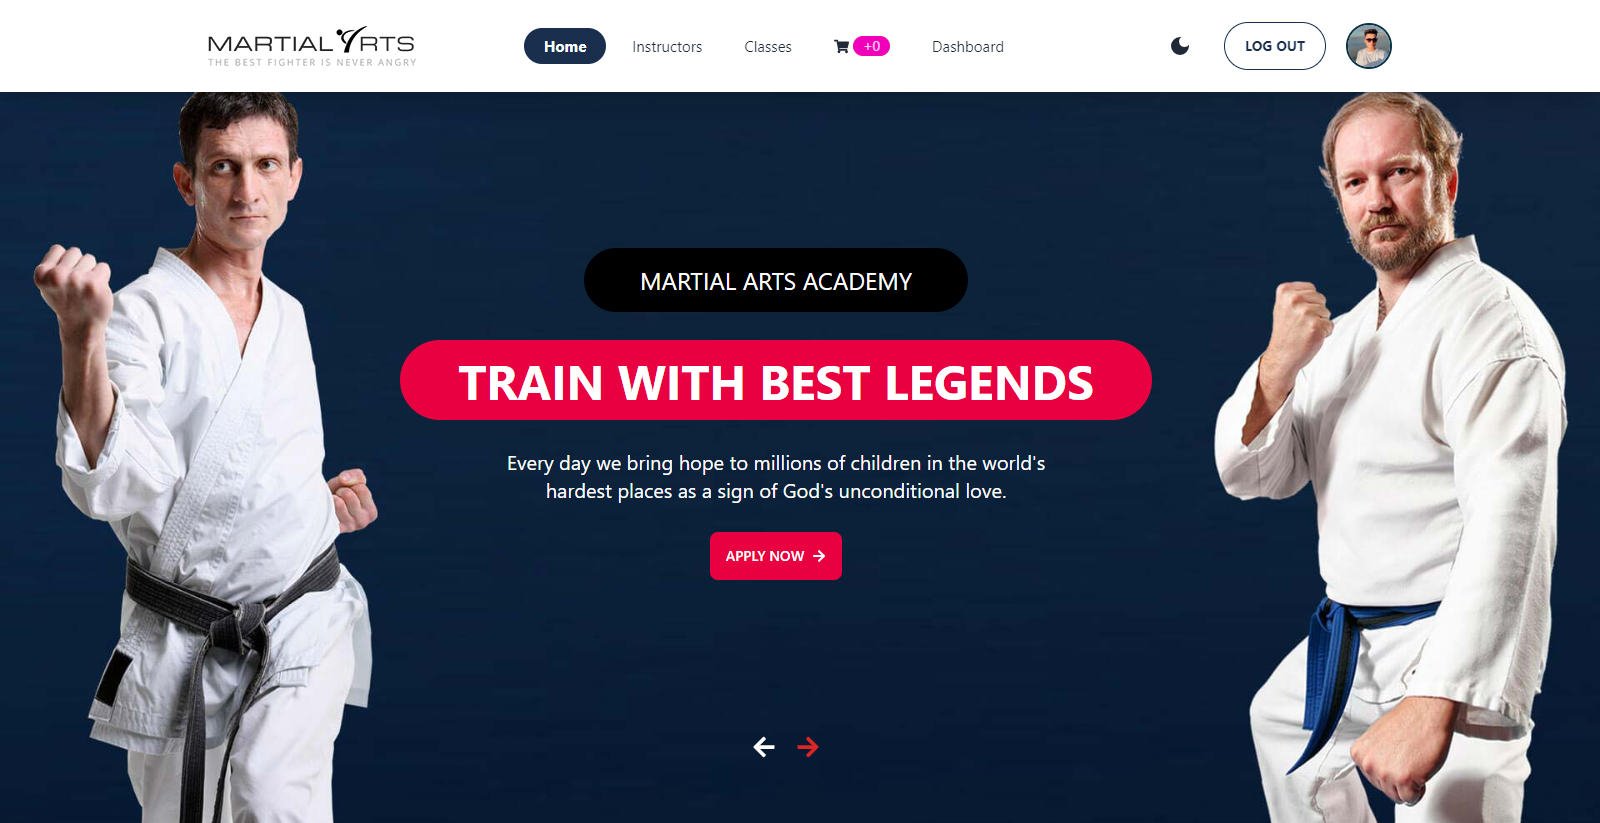 MARTIAL ARTS
THE BEST FIGHTER IS NEVER ANGRY
Home
Instructors
Classes
+0
Dashboard
LOG OUT
MARTIAL ARTS ACADEMY
TRAIN WITH BEST LEGENDS
Every day we bring hope to millions of children in the world's
hardest places as a sign of God's unconditional love.
APPLY NOW